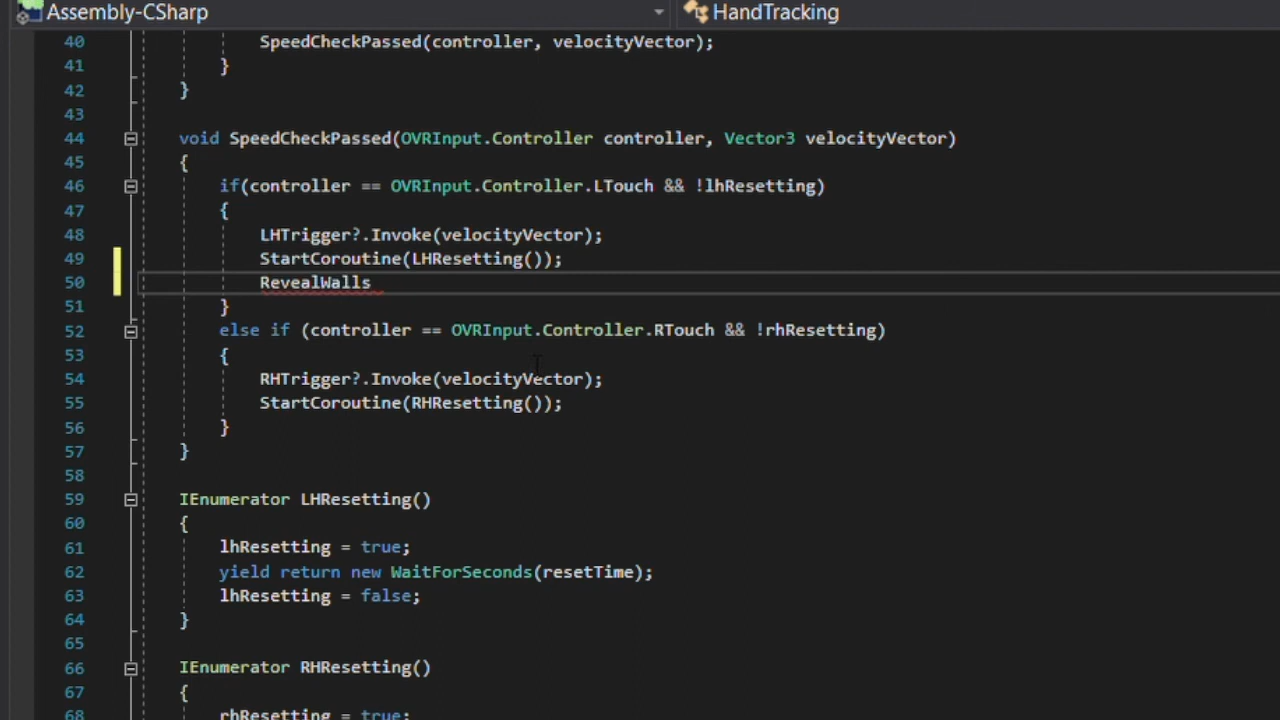 Assembly-CSharp HandTracking
40 SpeedCheckPassed(controller, velocityVector);
41 }
42 }
43
44 void SpeedCheckPassed(OVRInput.Controller controller, Vector3 velocityVector)
45 {
46 if(controller == OVRInput.Controller.LTouch && !lhResetting)
47 {
48 LHTrigger?.Invoke(velocityVector);
49 StartCoroutine(LHResetting());
50 RevealWalls
51 }
52 else if (controller == OVRInput.Controller.RTouch && !rhResetting)
53 {
54 RHTrigger?.Invoke(velocityVector);
55 StartCoroutine(RHResetting());
56 }
57 }
58
59 IEnumerator LHResetting()
60 {
61 lhResetting = true;
62 yield return new WaitForSeconds(resetTime);
63 lhResetting = false;
64 }
65
66 IEnumerator RHResetting()
67 {
68 rhResetting = true;